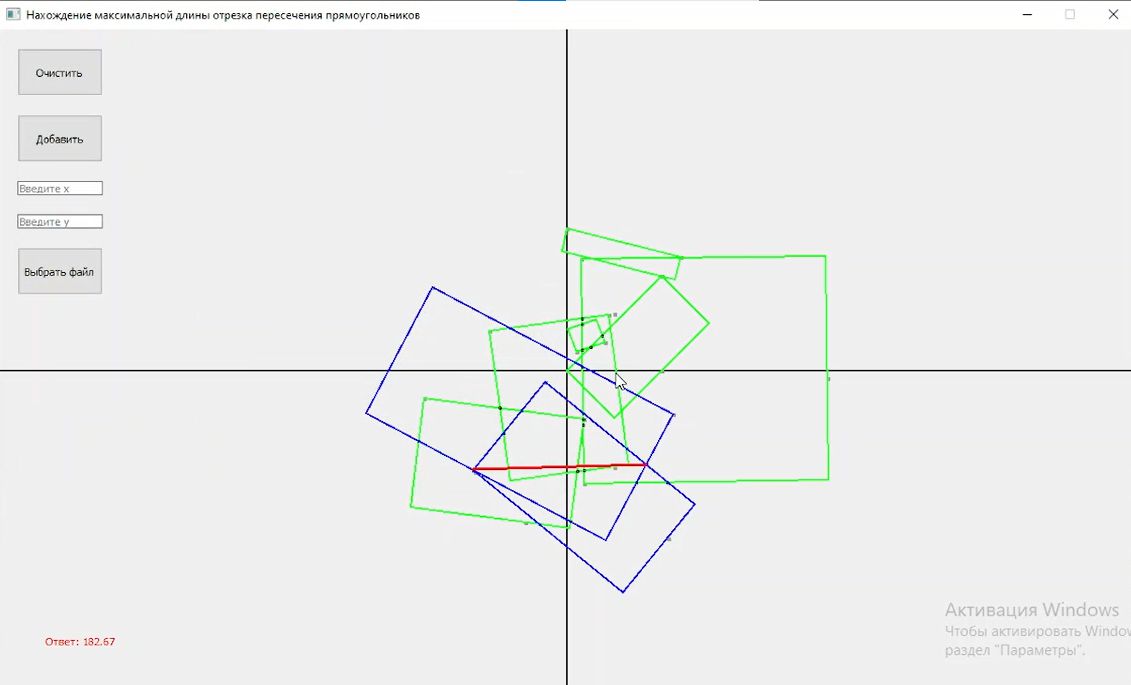 Нахождение максимальной длины отрезка пересечения прямоугольников
Очистить
Добавить
Введите x
Введите y
Выбрать файл
Ответ: 182.67
Активация Windows
Чтобы активировать Windov
раздел "Параметры".